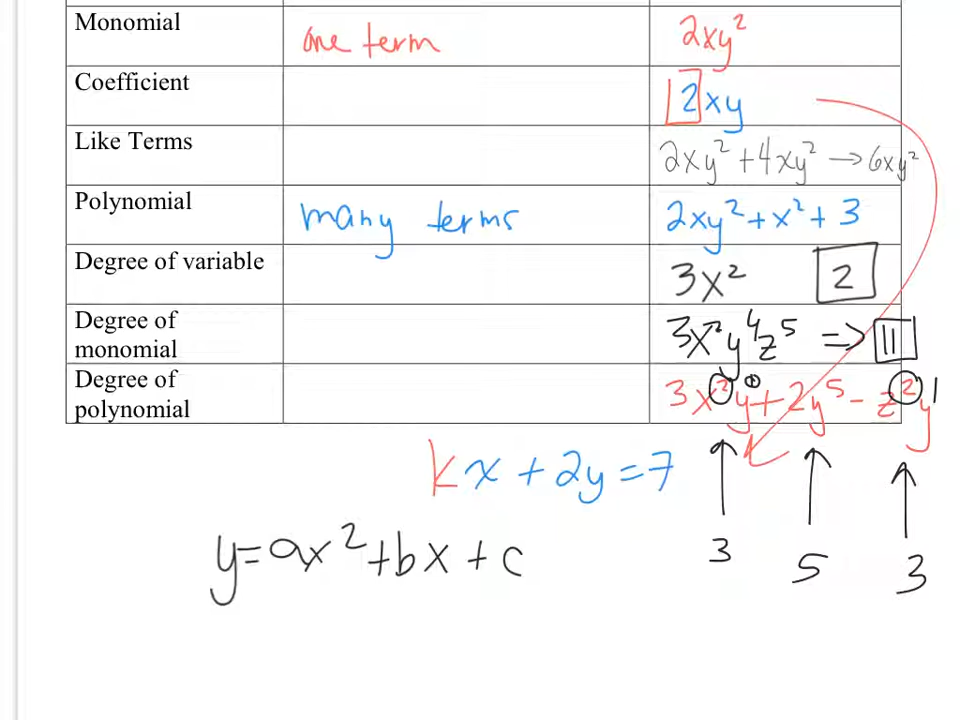 Monomial one term 2xy²
Coefficient 2xy
Like Terms 2xy² + 4xy² → 6xy²
Polynomial many terms 2xy² + x² + 3
Degree of variable 3x² 2
Degree of
monomial 3x²y⁴z⁵ => 11
Degree of
polynomial 3x²y¹ + 2y⁵ - z²y¹
kx + 2y = 7
y = ax² + bx + c
3 5 3